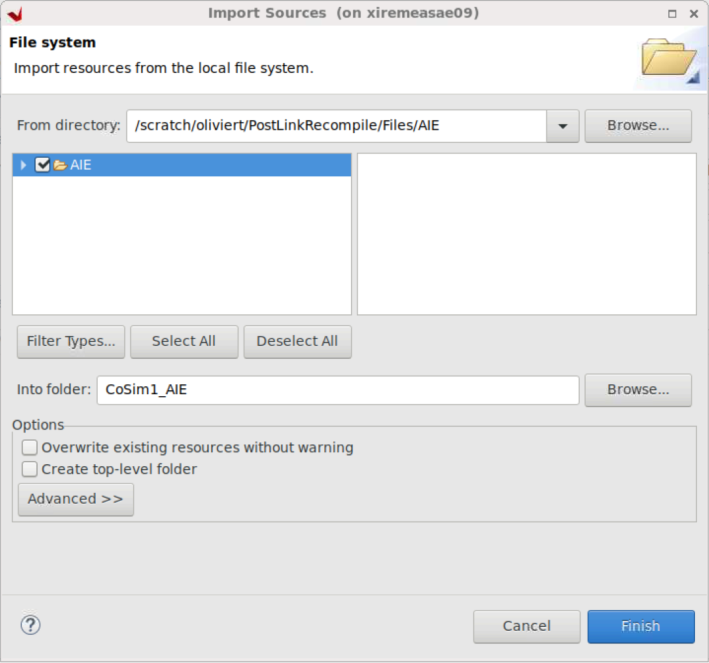 Import Sources (on xiremeasae09)
File system
Import resources from the local file system.
From directory: /scratch/oliviert/PostLinkRecompile/Files/AIE Browse...
AIE
Filter Types... Select All Deselect All
Into folder: CoSim1_AIE Browse...
Options
Overwrite existing resources without warning
Create top-level folder
Advanced >>
? Cancel Finish